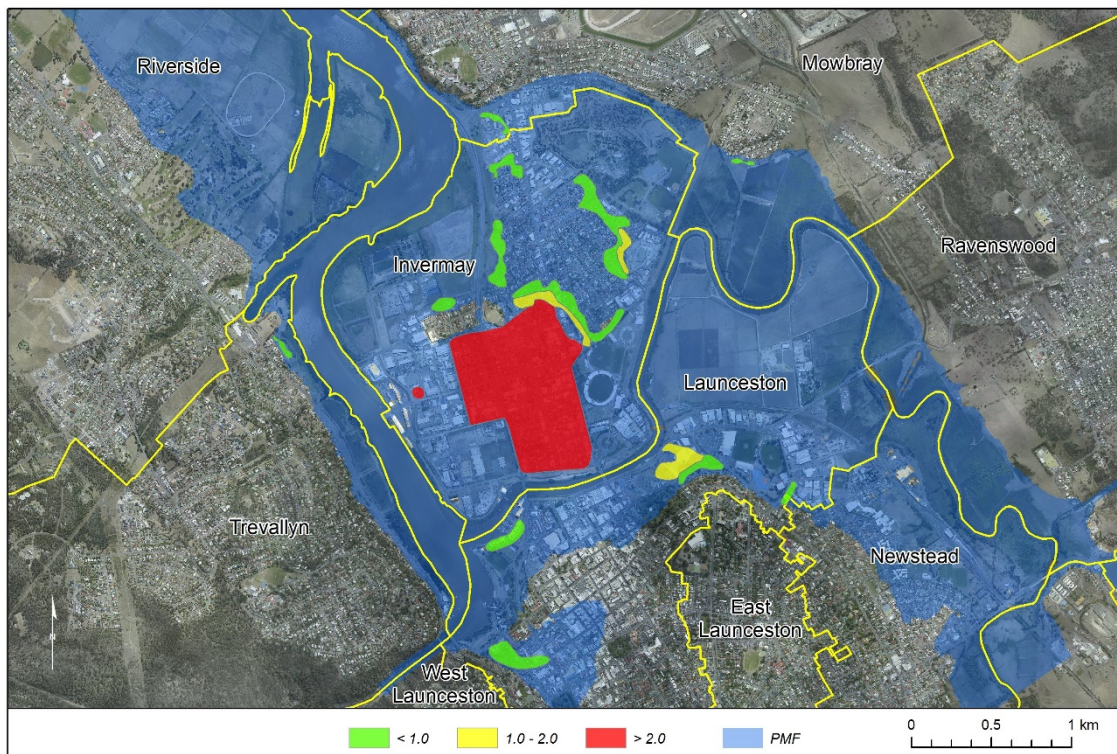 Riverside
Mowbray
Ravenswood
Invermay
Launceston
Trevallyn
Newstead
East
Launceston
West
Launceston
N
< 1.0
1.0 - 2.0
> 2.0
PMF
0 0.5 1 km